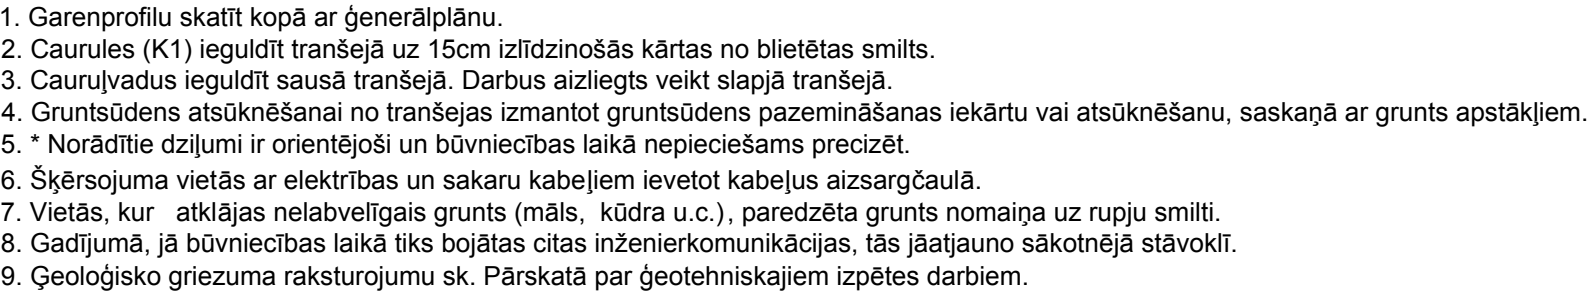 1. Garenprofilu skatīt kopā ar ģenerālplānu.
2. Caurules (K1) ieguldīt tranšejā uz 15cm izlīdzinošās kārtas no blietētas smilts.
3. Cauruļvadus ieguldīt sausā tranšejā. Darbus aizliegts veikt slapjā tranšejā.
4. Gruntsūdens atsūknēšanai no tranšejas izmantot gruntsūdens pazemināšanas iekārtu vai atsūknēšanu, saskaņā ar grunts apstākļiem.
5. * Norādītie dziļumi ir orientējoši un būvniecības laikā nepieciešams precizēt.
6. Šķērsojuma vietās ar elektrības un sakaru kabeļiem ievetot kabeļus aizsargčaulā.
7. Vietās, kur atklājas nelabvelīgais grunts (māls, kūdra u.c.), paredzēta grunts nomaiņa uz rupju smilti.
8. Gadījumā, jā būvniecības laikā tiks bojātas citas inženierkomunikācijas, tās jāatjauno sākotnējā stāvoklī.
9. Ģeoloģisko griezuma raksturojumu sk. Pārskatā par ģeotehniskajiem izpētes darbiem.